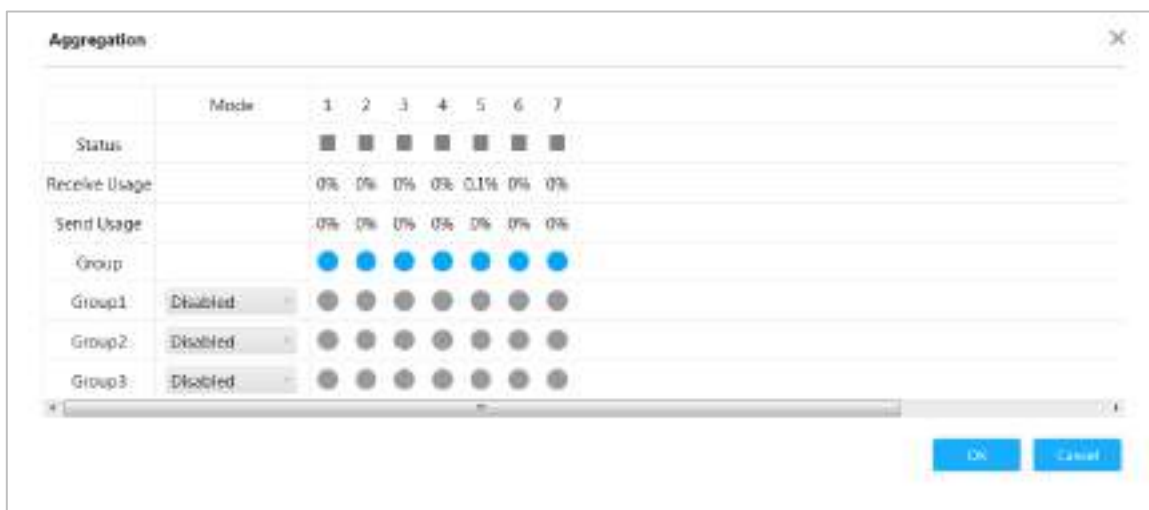 Aggregation
Mode 1 2 3 4 5 6 7
Status
Receive Usage 0% 0% 0% 0% 0.1% 0% 0%
Send Usage 0% 0% 0% 0% 0% 0% 0%
Group
Group1 Disabled
Group2 Disabled
Group3 Disabled
OK Cancel